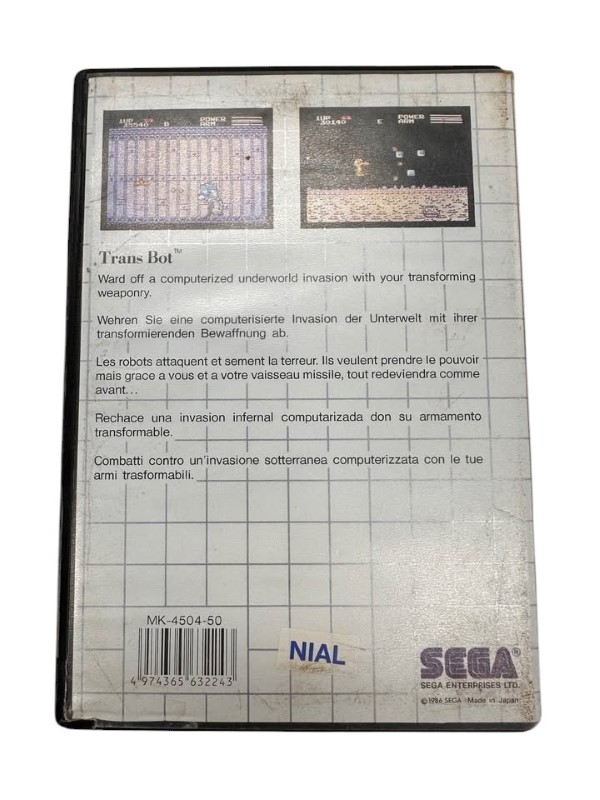 1UP
25540 D POWER
ARM
1UP
30140 E POWER
ARM
Trans Bot™
Ward off a computerized underworld invasion with your transforming
weaponry.
Wehren Sie eine computerisierte Invasion der Unterwelt mit ihrer
transformierenden Bewaffnung ab.
Les robots attaquent et sement la terreur. Ils veulent prendre le pouvoir
mais grace a vous et a votre vaisseau missile, tout redeviendra comme
avant...
Rechace una invasion infernal computarizada don su armamento
transformable.
Combatti contro un'invasione sotterranea computerizzata con le tue
armi trasformabili.
MK-4504-50
4 974365 632243
NIAL
SEGA®
SEGA ENTERPRISES LTD.
©1986 SEGA Made in Japan